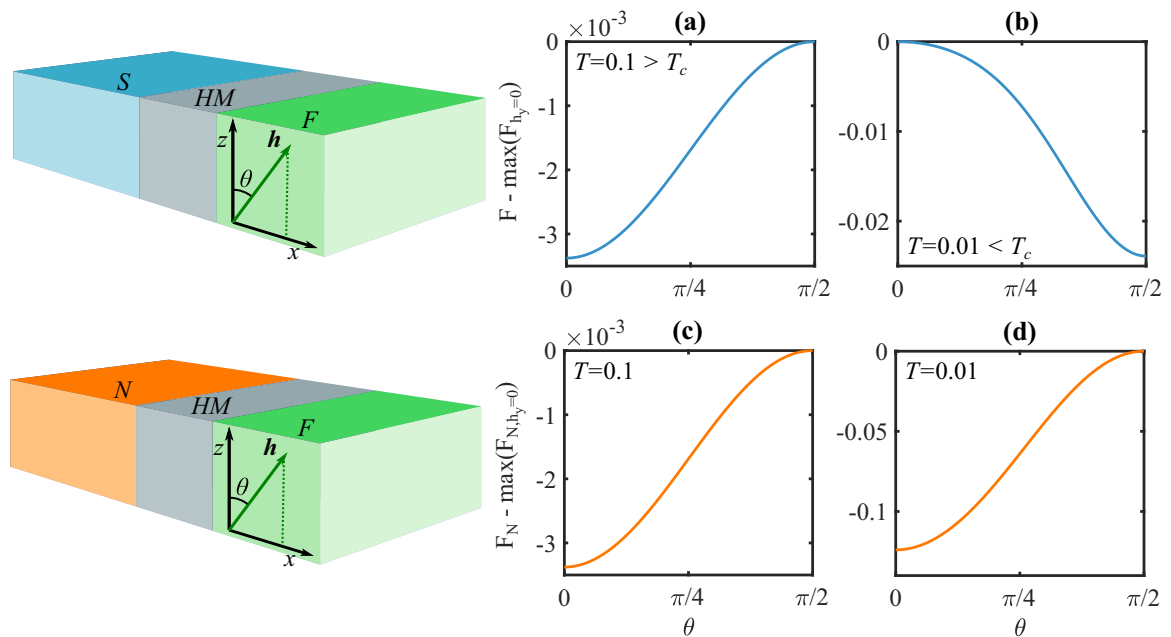 S
HM
F
z
h
θ
x
(a)
×10⁻³
F - max(F_{h_y=0})
0
-1
-2
-3
T=0.1 > T_c
0
π/4
π/2
(b)
0
-0.01
-0.02
T=0.01 < T_c
0
π/4
π/2
N
HM
F
z
h
θ
x
(c)
×10⁻³
F_N - max(F_{N,h_y=0})
0
-1
-2
-3
T=0.1
0
π/4
π/2
θ
(d)
0
-0.05
-0.1
T=0.01
0
π/4
π/2
θ